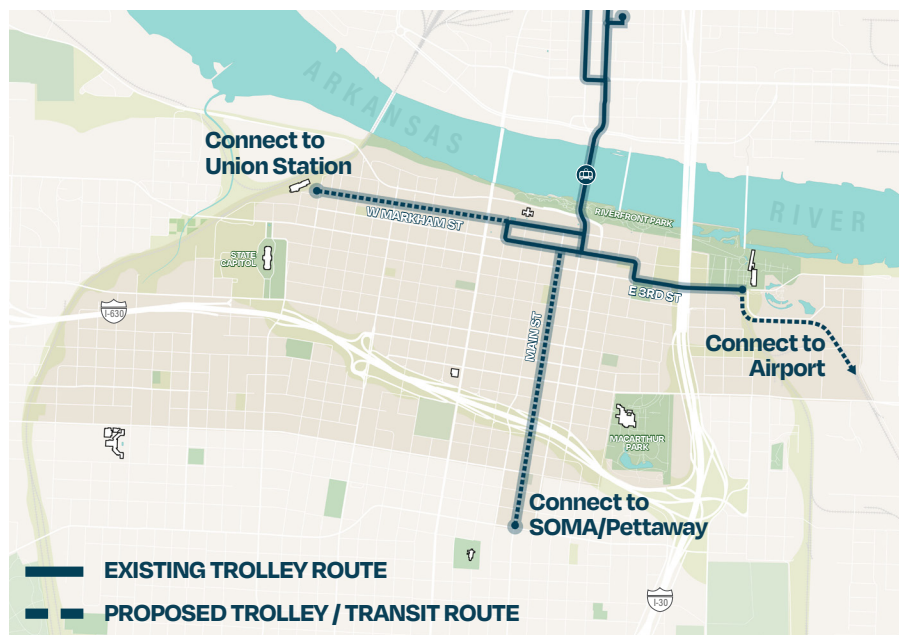 ARKANSAS
RIVER
Connect to
Union Station
W MARKHAM ST
RIVERFRONT PARK
STATE
CAPITOL
E 3RD ST
I-630
MAIN ST
Connect to
Airport
MACARTHUR
PARK
Connect to
SOMA/Pettaway
EXISTING TROLLEY ROUTE
I-30
PROPOSED TROLLEY / TRANSIT ROUTE